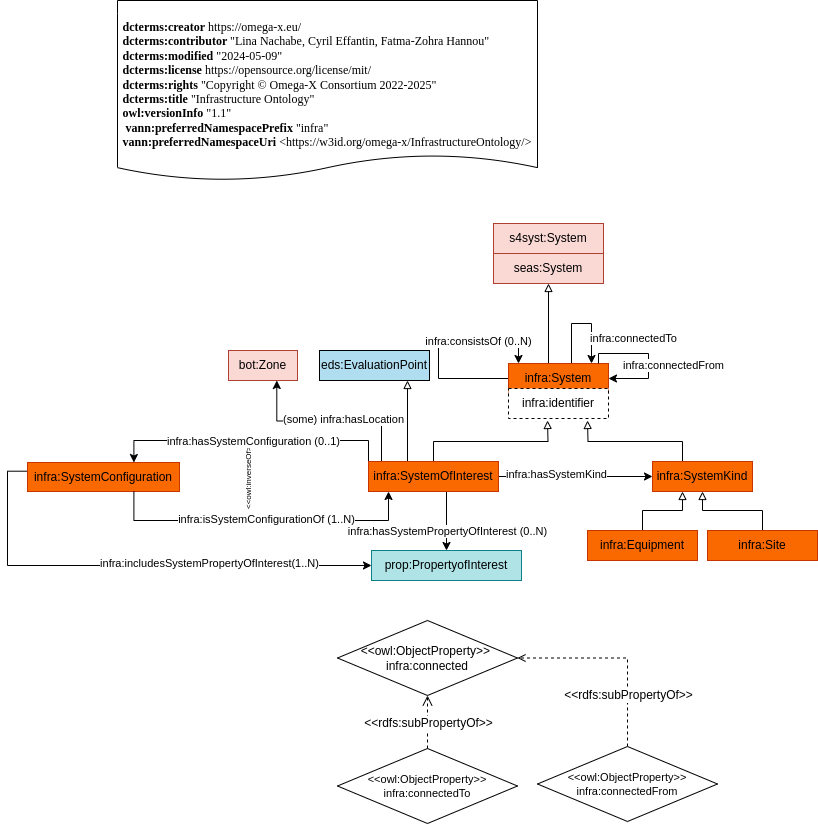 dcterms:creator https://omega-x.eu/
dcterms:contributor "Lina Nachabe, Cyril Effantin, Fatma-Zohra Hannou"
dcterms:modified "2024-05-09"
dcterms:license https://opensource.org/license/mit/
dcterms:rights "Copyright © Omega-X Consortium 2022-2025"
dcterms:title "Infrastructure Ontology"
owl:versionInfo "1.1"
vann:preferredNamespacePrefix "infra"
vann:preferredNamespaceUri <https://w3id.org/omega-x/InfrastructureOntology/>
s4syst:System
seas:System
infra:consistsOf (0..N)
infra:connectedTo
infra:connectedFrom
bot:Zone
eds:EvaluationPoint
infra:System
infra:identifier
(some) infra:hasLocation
infra:hasSystemConfiguration (0..1)
infra:SystemConfiguration
<<owl:inverseOf>
infra:SystemOfInterest
infra:hasSystemKind
infra:SystemKind
infra:isSystemConfigurationOf (1..N)
infra:hasSystemPropertyOfInterest (0..N)
infra:Equipment
infra:Site
infra:includesSystemPropertyOfInterest(1..N)
prop:PropertyofInterest
<<owl:ObjectProperty>>
infra:connected
<<rdfs:subPropertyOf>>
<<rdfs:subPropertyOf>>
<<owl:ObjectProperty>>
infra:connectedTo
<<owl:ObjectProperty>>
infra:connectedFrom